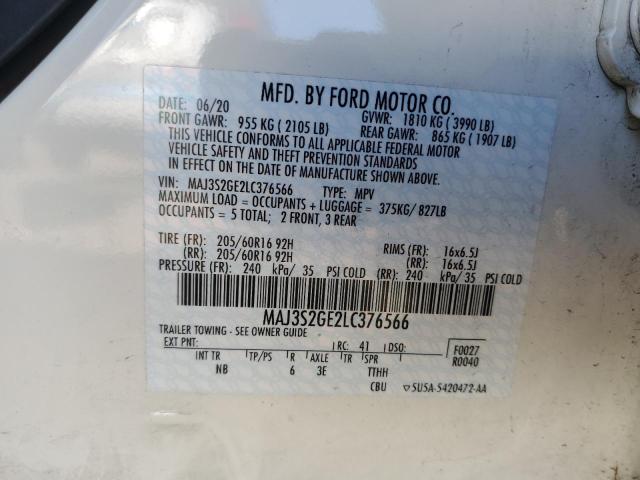 DATE: 06/20 MFD. BY FORD MOTOR CO.
FRONT GAWR: 955 KG ( 2105 LB) GVWR: 1810 KG ( 3990 LB)
REAR GAWR: 865 KG ( 1907 LB)
THIS VEHICLE CONFORMS TO ALL APPLICABLE FEDERAL MOTOR
VEHICLE SAFETY AND THEFT PREVENTION STANDARDS
IN EFFECT ON THE DATE OF MANUFACTURE SHOWN ABOVE.
VIN: MAJ3S2GE2LC376566 TYPE: MPV
MAXIMUM LOAD = OCCUPANTS + LUGGAGE = 375KG/ 827LB
OCCUPANTS = 5 TOTAL; 2 FRONT, 3 REAR
TIRE (FR): 205/60R16 92H RIMS (FR): 16x6.5J
(RR): 205/60R16 92H (RR): 16x6.5J
PRESSURE (FR): 240 kPa/ 35 PSI COLD (RR): 240 kPa/ 35 PSI COLD
MAJ3S2GE2LC376566
TRAILER TOWING - SEE OWNER GUIDE
EXT PNT: RC: 41 DSO: F0027
R0040
INT TR TP/PS R AXLE TR SPR
NB 6 3E TTHH
CBU SU5A-5420472-AA